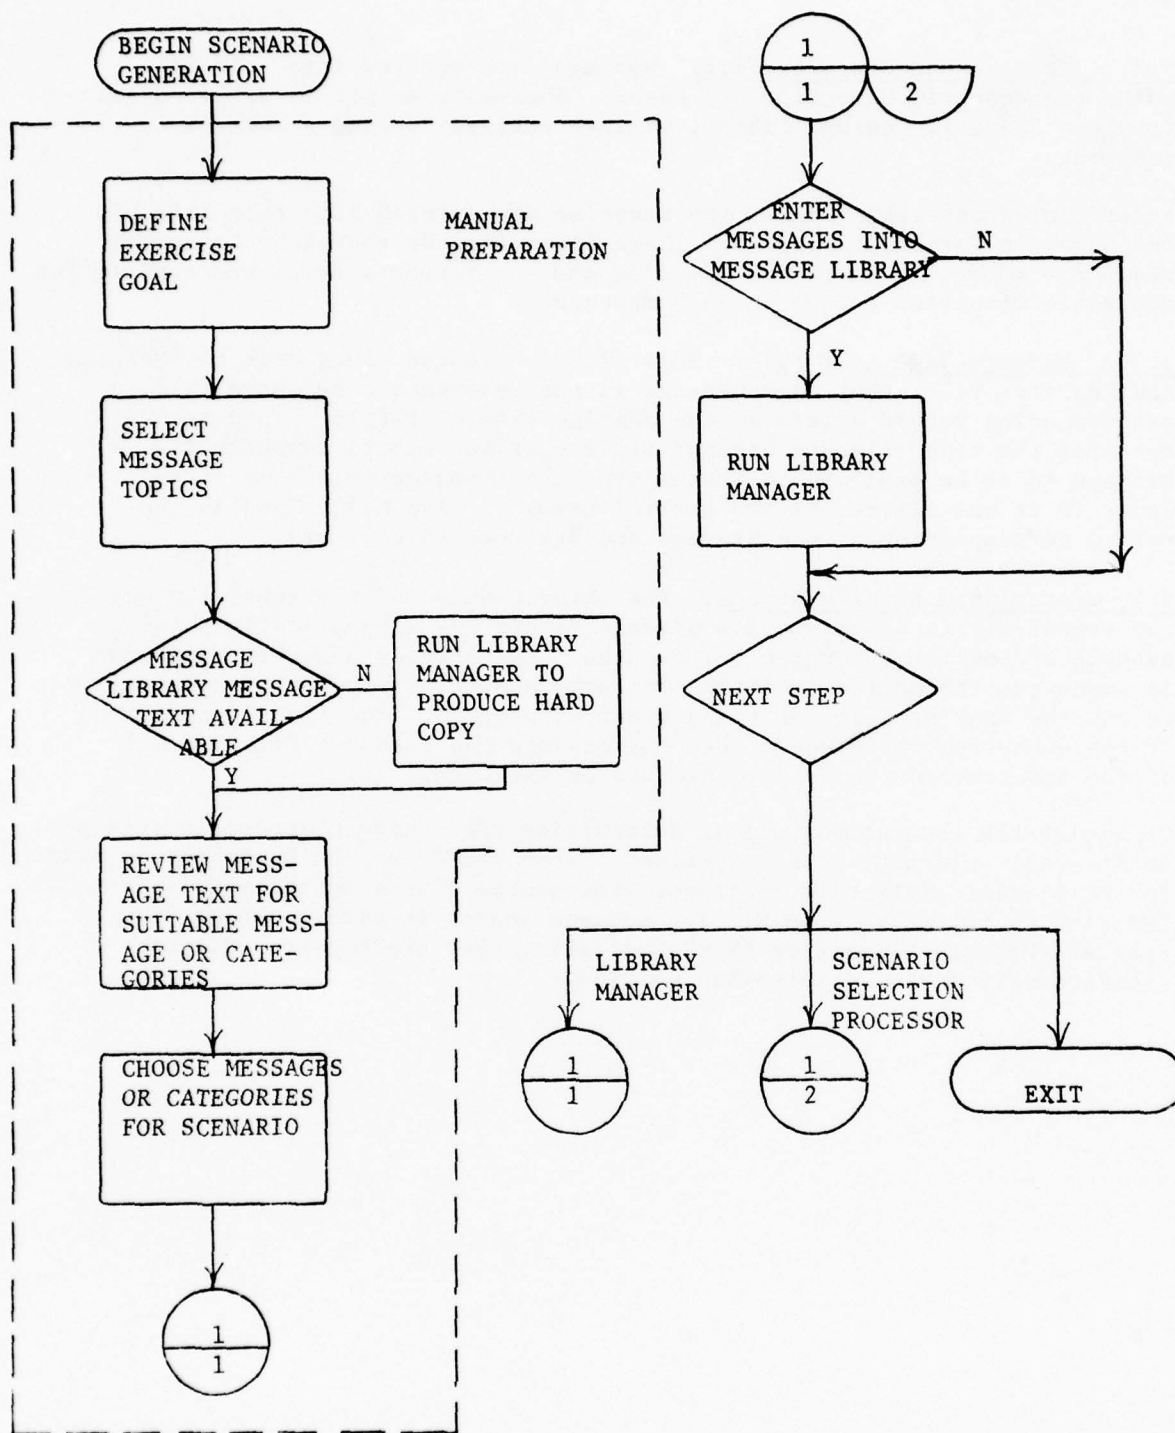 BEGIN SCENARIO
GENERATION
MANUAL
PREPARATION
DEFINE
EXERCISE
GOAL
SELECT
MESSAGE
TOPICS
MESSAGE
LIBRARY MESSAGE
TEXT AVAIL-
ABLE
N
Y
RUN LIBRARY
MANAGER TO
PRODUCE HARD
COPY
REVIEW MESS-
AGE TEXT FOR
SUITABLE MESS-
AGE OR CATE-
GORIES
CHOOSE MESSAGES
OR CATEGORIES
FOR SCENARIO
1
1
1
1
2
ENTER
MESSAGES INTO
MESSAGE LIBRARY
N
Y
RUN LIBRARY
MANAGER
NEXT STEP
LIBRARY
MANAGER
1
1
SCENARIO
SELECTION
PROCESSOR
1
2
EXIT